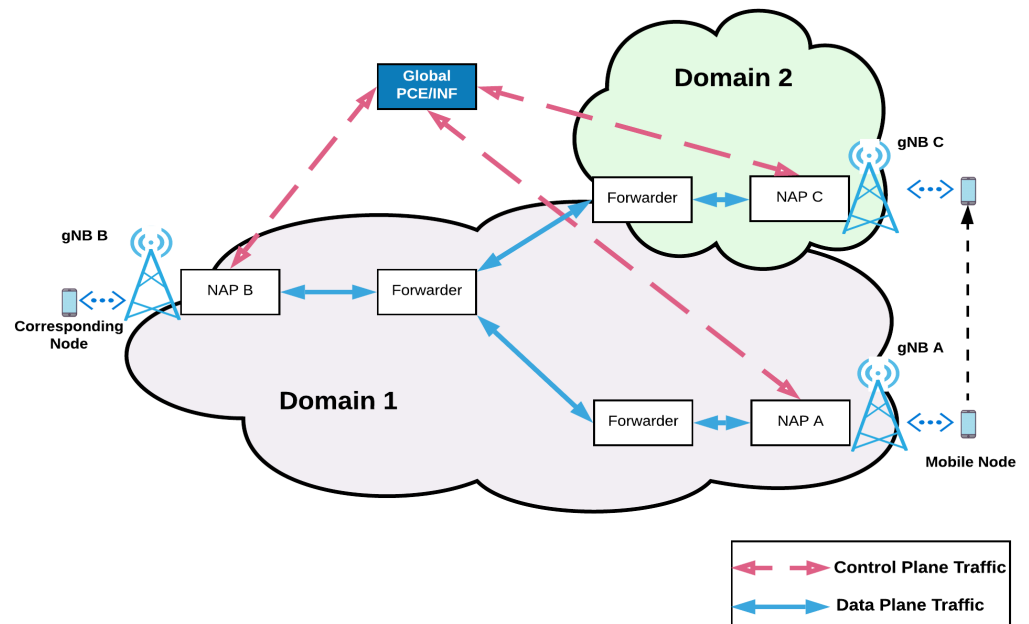 Global
PCE/INF
Domain 2
gNB C
Forwarder
NAP C
gNB B
NAP B
Forwarder
Corresponding
Node
gNB A
Domain 1
Forwarder
NAP A
Mobile Node
Control Plane Traffic
Data Plane Traffic